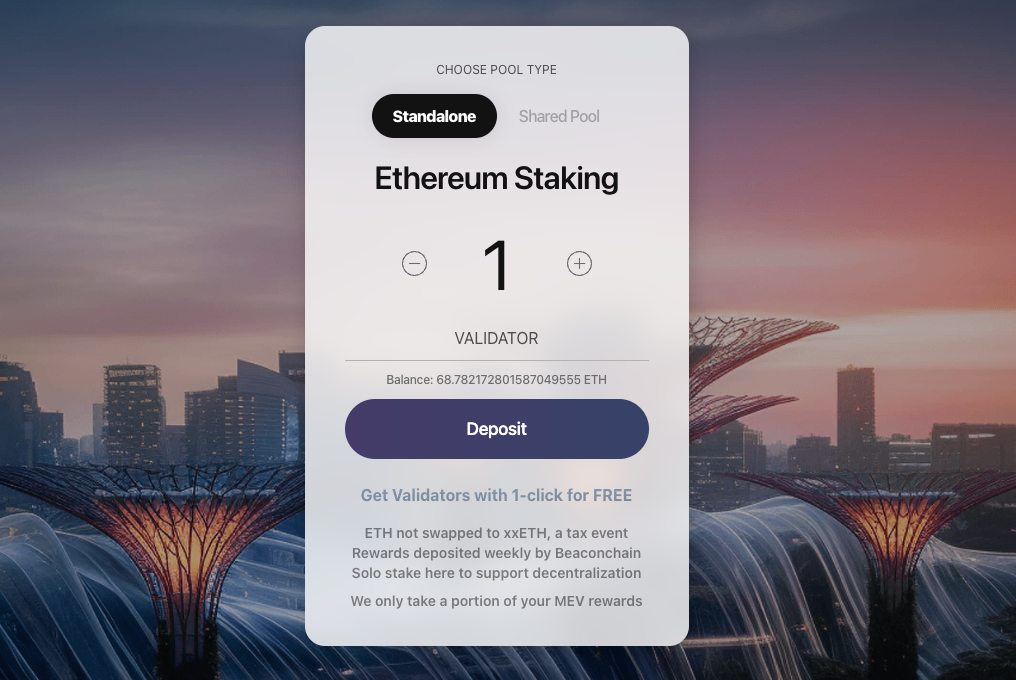 CHOOSE POOL TYPE
Standalone Shared Pool
Ethereum Staking
1
VALIDATOR
Balance: 68.782172801587049555 ETH
Deposit
Get Validators with 1-click for FREE
ETH not swapped to xxETH, a tax event
Rewards deposited weekly by Beaconchain
Solo stake here to support decentralization
We only take a portion of your MEV rewards